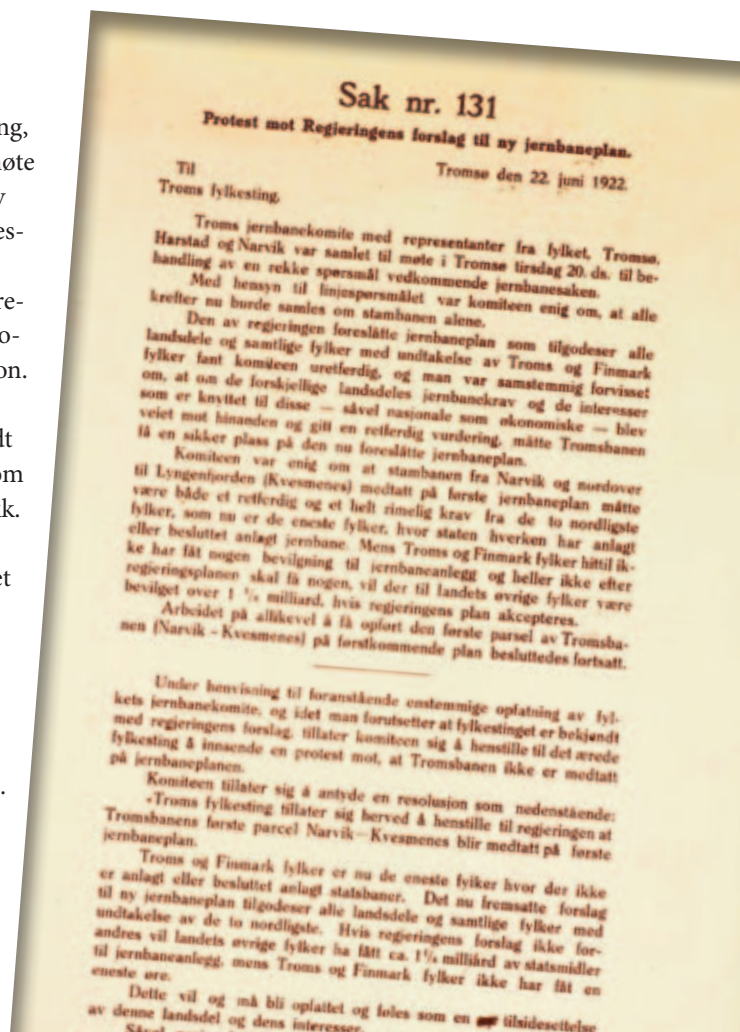 ng,
øte
v
es-
re-
o-
on.
dt
om
k.
et
.
Sak nr. 131
Protest mot Regjeringens forslag til ny jernbaneplan.
Tromsø den 22. juni 1922.
Til
Troms fylkesting.
Troms jernbanekomite med representanter fra fylket, Tromsø,
Harstad og Narvik var samlet til møte i Tromsø tirsdag 20. ds. til be-
handling av en rekke spørsmål vedkommende jernbanesaken.
Med hensyn til linjespørsmålet var komiteen enig om, at alle
krefter nu burde samles om stambanen alene.
Den av regjeringen foreslåtte jernbaneplan som tilgodeser alle
landsdele og samtlige fylker med undtakelse av Troms og Finmark
fylker fant komiteen uretferdig, og man var samstemmig forvisset
om, at om de forskjellige landsdeles jernbanekrav og de interesser
som er knyttet til disse — såvel nasjonale som økonomiske — blev
veiet mot hinanden og gitt en retferdig vurdering, måtte Tromsbanen
få en sikker plass på den nu foreslåtte jernbaneplan.
Komiteen var enig om at stambanen fra Narvik og nordover
til Lyngenfjorden (Kvesmenes) medtatt på første jernbaneplan måtte
være både et retferdig og et helt rimelig krav fra de to nordligste
fylker, som nu er de eneste fylker, hvor staten hverken har anlagt
eller besluttet anlagt jernbane. Mens Troms og Finmark fylker hittil ik-
ke har fåt nogen bevilgning til jernbaneanlegg og heller ikke efter
regjeringsplanen skal få nogen, vil der til landets øvrige fylker være
bevilget over 1 milliard, hvis regjeringens plan akcepteres.
Arbeidet på allikevel å få opført den første parsel av Tromsba-
nen (Narvik - Kvesmenes) på førstkommende plan besluttedes fortsatt.
Under henvisning til foranstående enstemmige opfatning av fyl-
kets jernbanekomite, og idet man forutsetter at fylkestinget er bekjendt
med regjeringens forslag, tillater komiteen sig å henstille til det ærede
fylkesting å innsende en protest mot, at Tromsbanen ikke er medtatt
på jernbaneplanen.
Komiteen tillater sig å antyde en resolusjon som nedenstående:
«Troms fylkesting tillater sig herved å henstille til regjeringen at
Tromsbanens første parcel Narvik—Kvesmenes blir medtatt på første
jernbaneplan.
Troms og Finmark fylker er nu de eneste fylker hvor der ikke
er anlagt eller besluttet anlagt statsbaner. Det nu fremsatte forslag
til ny jernbaneplan tilgodeser alle landsdele og samtlige fylker med
undtakelse av de to nordligste. Hvis regjeringens forslag ikke for-
andres vil landets øvrige fylker ha fått ca. milliard av statsmidler
til jernbaneanlegg, mens Troms og Finmark fylker ikke har fåt en
eneste øre.
Dette vil og må bli opfattet og føles som en tilsidesettelse
av denne landsdel og dens interesser.